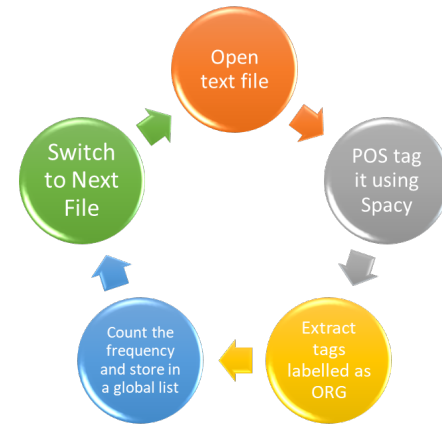 Open
text file
POS tag
it using
Spacy
Extract
tags
labelled as
ORG
Count the
frequency
and store in
a global list
Switch
to Next
File